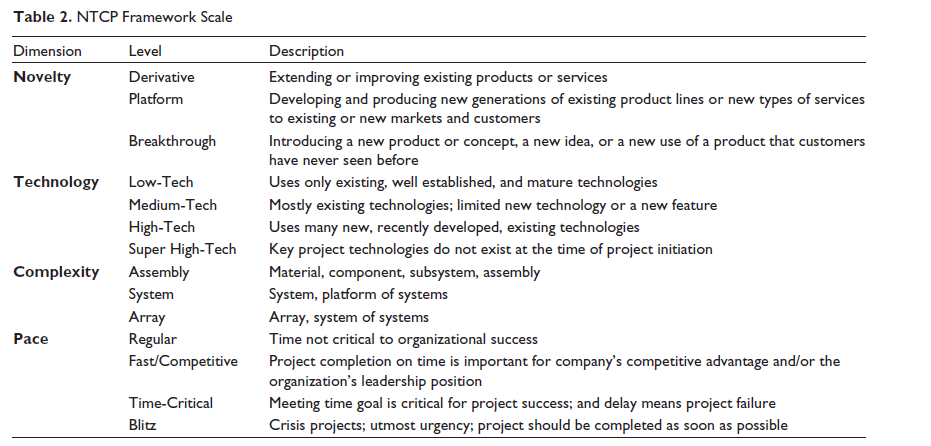 Table 2. NTCP Framework Scale
Dimension Level Description
Novelty Derivative Extending or improving existing products or services
Platform Developing and producing new generations of existing product lines or new types of services
to existing or new markets and customers
Breakthrough Introducing a new product or concept, a new idea, or a new use of a product that customers
have never seen before
Technology Low-Tech Uses only existing, well established, and mature technologies
Medium-Tech Mostly existing technologies; limited new technology or a new feature
High-Tech Uses many new, recently developed, existing technologies
Super High-Tech Key project technologies do not exist at the time of project initiation
Complexity Assembly Material, component, subsystem, assembly
System System, platform of systems
Array Array, system of systems
Pace Regular Time not critical to organizational success
Fast/Competitive Project completion on time is important for company's competitive advantage and/or the
organization's leadership position
Time-Critical Meeting time goal is critical for project success; and delay means project failure
Blitz Crisis projects; utmost urgency; project should be completed as soon as possible